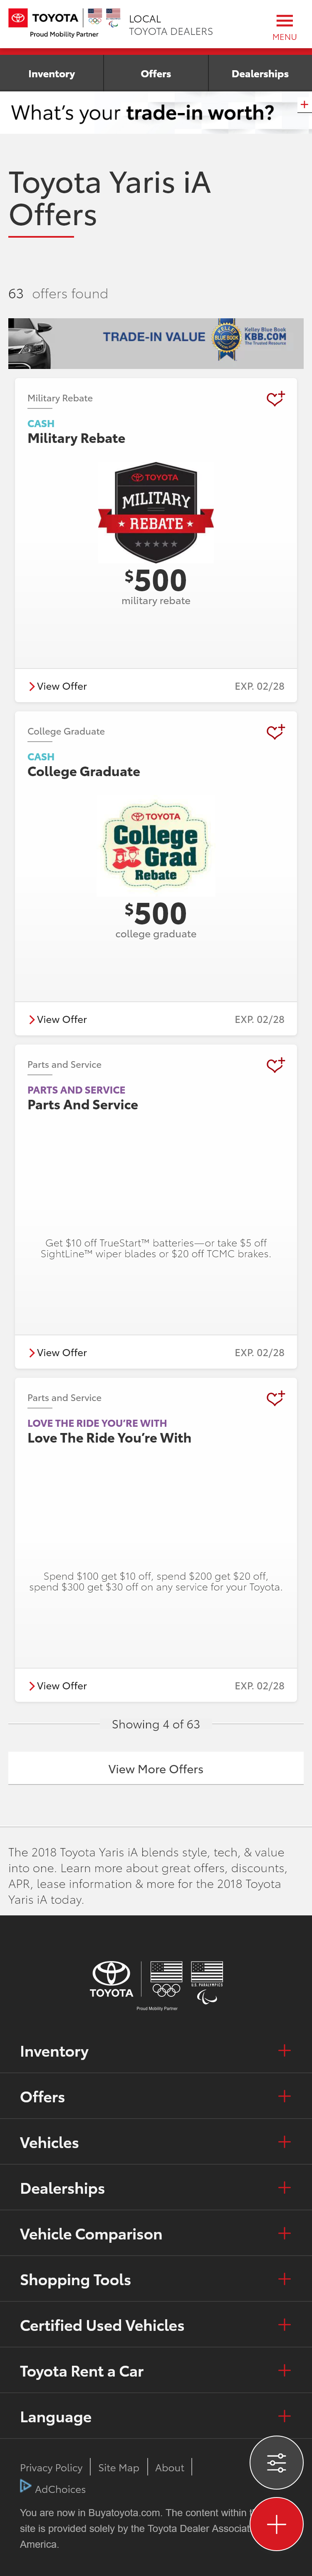 TOYOTA
Proud Mobility Partner
LOCAL
TOYOTA DEALERS
MENU
Inventory
Offers
Dealerships
What's your trade-in worth?
Toyota Yaris iA
Offers
63 offers found
TRADE-IN VALUE
Kelley Blue Book
KBB.COM
The Trusted Resource
Military Rebate
CASH
Military Rebate
TOYOTA
MILITARY
REBATE
$500
military rebate
View Offer
EXP. 02/28
College Graduate
CASH
College Graduate
TOYOTA
College
Grad
Rebate
$500
college graduate
View Offer
EXP. 02/28
Parts and Service
PARTS AND SERVICE
Parts And Service
Get $10 off TrueStart™ batteries—or take $5 off
SightLine™ wiper blades or $20 off TCMC brakes.
View Offer
EXP. 02/28
Parts and Service
LOVE THE RIDE YOU'RE WITH
Love The Ride You're With
Spend $100 get $10 off, spend $200 get $20 off,
spend $300 get $30 off on any service for your Toyota.
View Offer
EXP. 02/28
Showing 4 of 63
View More Offers
The 2018 Toyota Yaris iA blends style, tech, & value
into one. Learn more about great offers, discounts,
APR, lease information & more for the 2018 Toyota
Yaris iA today.
TOYOTA
U.S. PARALYMPICS
Proud Mobility Partner
Inventory
Offers
Vehicles
Dealerships
Vehicle Comparison
Shopping Tools
Certified Used Vehicles
Toyota Rent a Car
Language
Privacy Policy
Site Map
About
AdChoices
You are now in Buyatoyota.com. The content within
site is provided solely by the Toyota Dealer Associat
America.